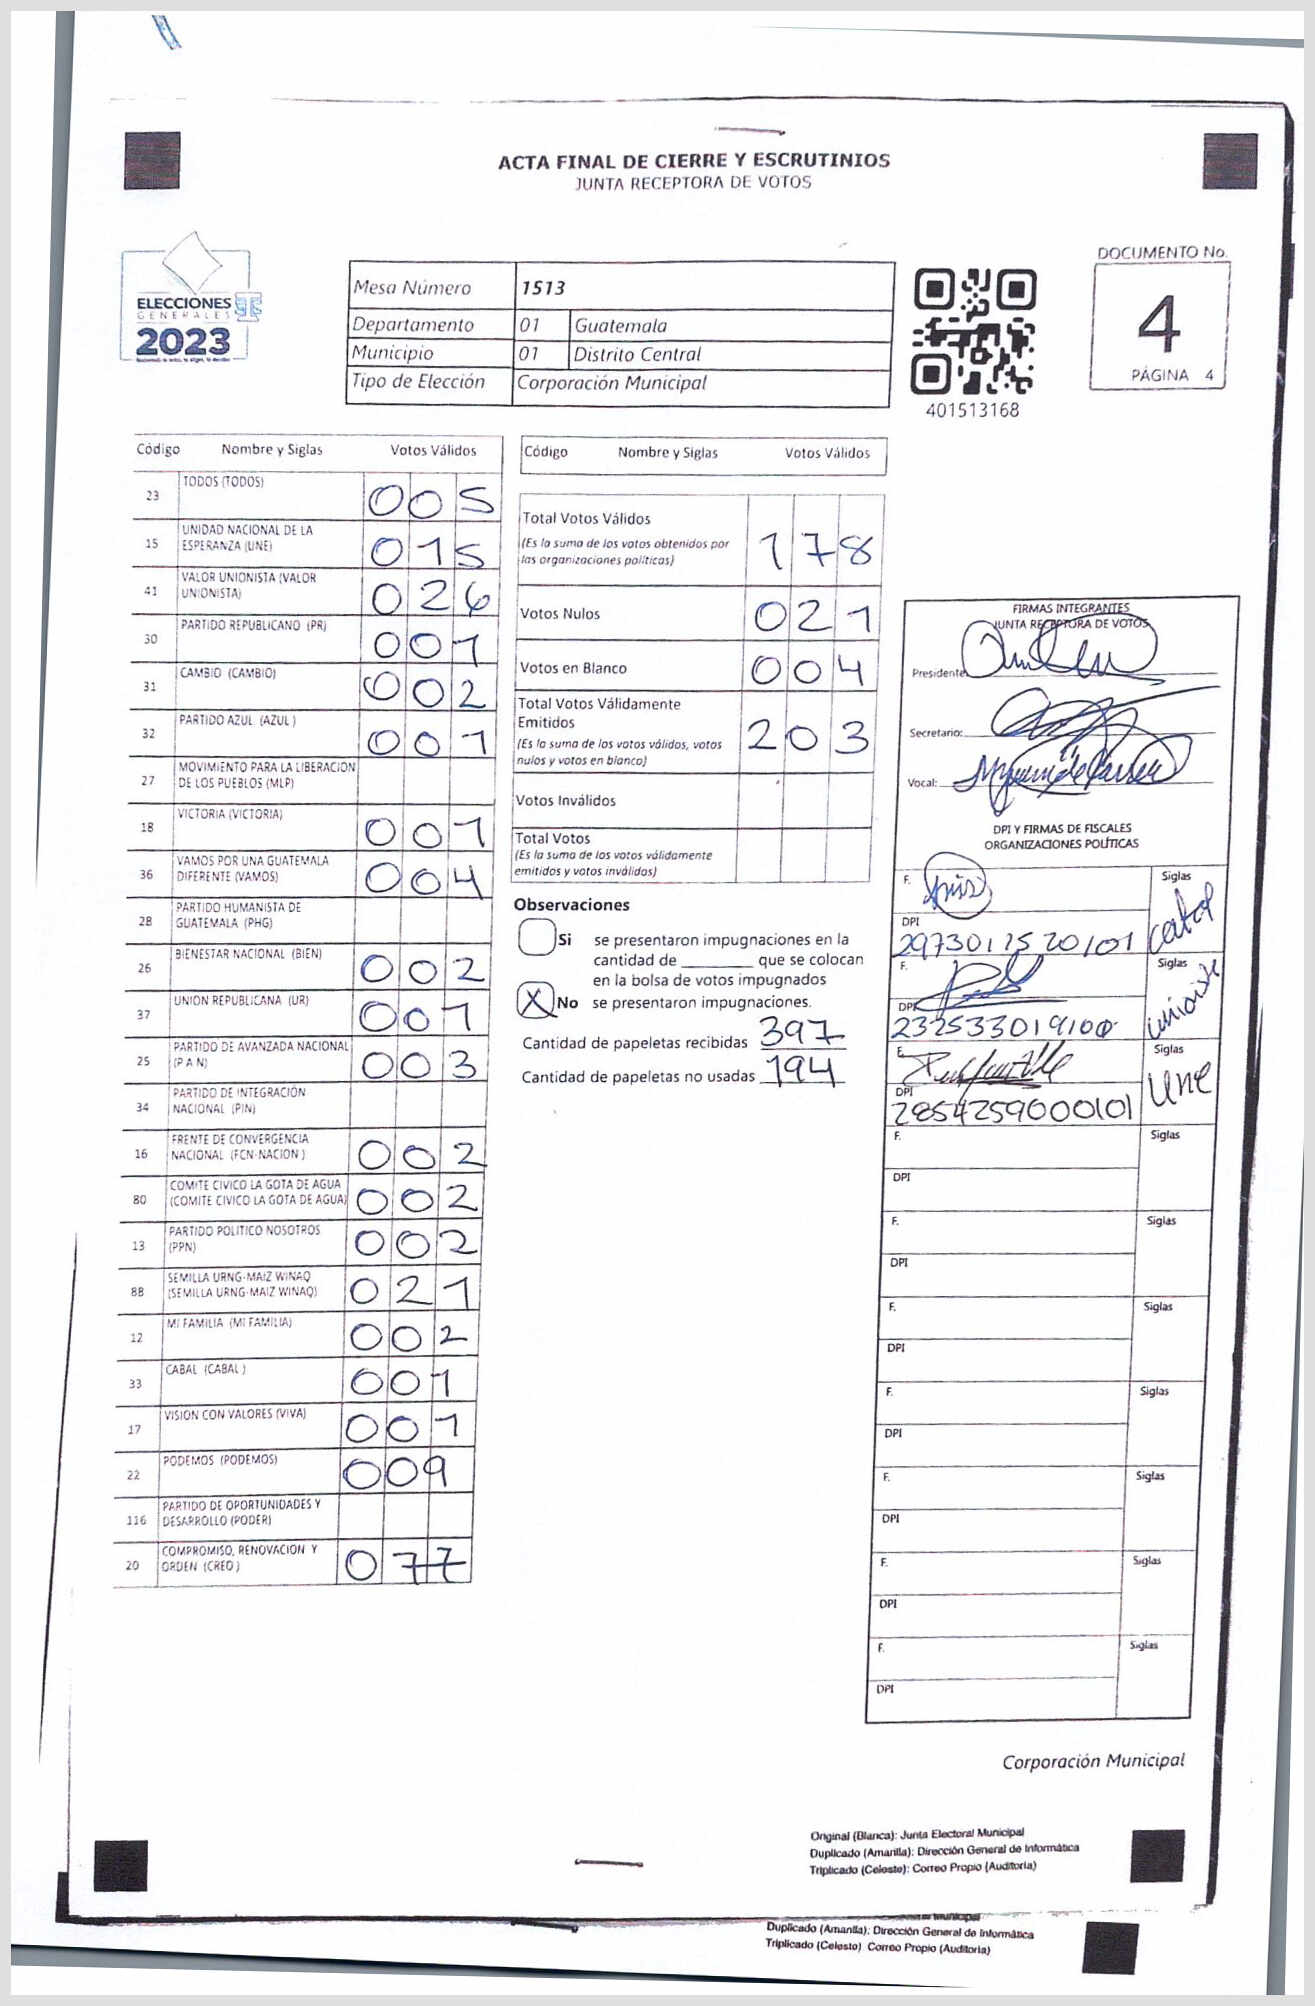 ACTA FINAL DE CIERRE Y ESCRUTINIOS
JUNTA RECEPTORA DE VOTOS
ELECCIONES
GENERALES
2023
Mesa Número 1513
Departamento 01 Guatemala
Municipio 01 Distrito Central
Tipo de Elección Corporación Municipal
401513168
DOCUMENTO No.
4
PÁGINA 4
Código Nombre y Siglas Votos Válidos
23 TODOS (TODOS) 005
15 UNIDAD NACIONAL DE LA
ESPERANZA (UNE) 015
41 VALOR UNIONISTA (VALOR
UNIONISTA) 026
30 PARTIDO REPUBLICANO (PR) 001
31 CAMBIO (CAMBIO) 002
32 PARTIDO AZUL (AZUL ) 001
27 MOVIMIENTO PARA LA LIBERACION
DE LOS PUEBLOS (MLP)
18 VICTORIA (VICTORIA) 001
36 VAMOS POR UNA GUATEMALA
DIFERENTE (VAMOS) 004
28 PARTIDO HUMANISTA DE
GUATEMALA (PHG)
26 BIENESTAR NACIONAL (BIEN) 002
37 UNION REPUBLICANA (UR) 001
25 PARTIDO DE AVANZADA NACIONAL
(P A N) 003
34 PARTIDO DE INTEGRACION
NACIONAL (PIN)
16 FRENTE DE CONVERGENCIA
NACIONAL (FCN-NACION ) 002
80 COMITE CIVICO LA GOTA DE AGUA
(COMITE CIVICO LA GOTA DE AGUA) 002
13 PARTIDO POLITICO NOSOTROS
(PPN) 002
88 SEMILLA URNG-MAIZ WINAQ
(SEMILLA URNG-MAIZ WINAQ) 021
12 MI FAMILIA (MI FAMILIA) 002
33 CABAL (CABAL ) 001
17 VISION CON VALORES (VIVA) 001
22 PODEMOS (PODEMOS) 009
116 PARTIDO DE OPORTUNIDADES Y
DESARROLLO (PODER)
20 COMPROMISO, RENOVACION Y
ORDEN (CREO ) 077
Código Nombre y Siglas Votos Válidos
Total Votos Válidos
(Es la suma de los votos obtenidos por
las organizaciones políticas) 178
Votos Nulos 021
Votos en Blanco 004
Total Votos Válidamente
Emitidos
(Es la suma de los votos válidos, votos
nulos y votos en blanco) 203
Votos Inválidos
Total Votos
(Es la suma de los votos válidamente
emitidos y votos inválidos)
Observaciones
Si se presentaron impugnaciones en la
cantidad de ________ que se colocan
en la bolsa de votos impugnados
X No se presentaron impugnaciones.
Cantidad de papeletas recibidas 397
Cantidad de papeletas no usadas 194
FIRMAS INTEGRANTES
JUNTA RECEPTORA DE VOTOS
Presidente
Secretario:
Vocal:
DPI Y FIRMAS DE FISCALES
ORGANIZACIONES POLÍTICAS
F. Siglas
DPI cabal
2973011520101
F. Siglas
DPI unionista
F. Siglas
DPI Une
2854259000101
F. Siglas
DPI
F. Siglas
DPI
F. Siglas
DPI
F. Siglas
DPI
F. Siglas
DPI
F. Siglas
DPI
F. Siglas
DPI
Corporación Municipal
Original (Blanca): Junta Electoral Municipal
Duplicado (Amarilla): Dirección General de Informática
Triplicado (Celeste): Correo Propio (Auditoria)
Duplicado (Amarilla): Dirección General de Informática
Triplicado (Celeste) Correo Propio (Auditoria)